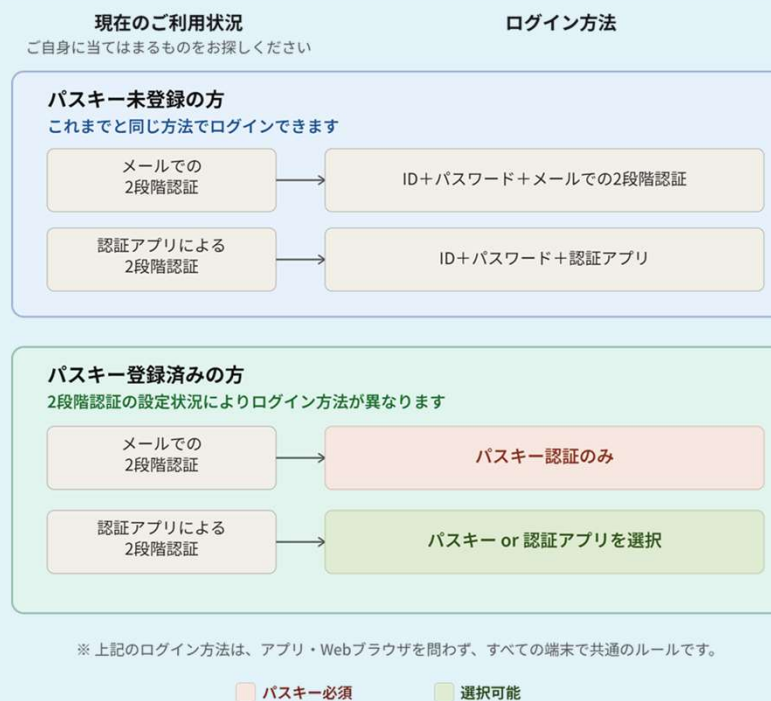 現在のご利用状況
ログイン方法
ご自身に当てはまるものをお探しください
パスキー未登録の方
これまでと同じ方法でログインできます
メールでの
2段階認証
ID＋パスワード＋メールでの2段階認証
認証アプリによる
2段階認証
ID＋パスワード＋認証アプリ
パスキー登録済みの方
2段階認証の設定状況によりログイン方法が異なります
メールでの
2段階認証
パスキー認証のみ
認証アプリによる
2段階認証
パスキー or 認証アプリを選択
※ 上記のログイン方法は、アプリ・Webブラウザを問わず、すべての端末で共通のルールです。
パスキー必須
選択可能